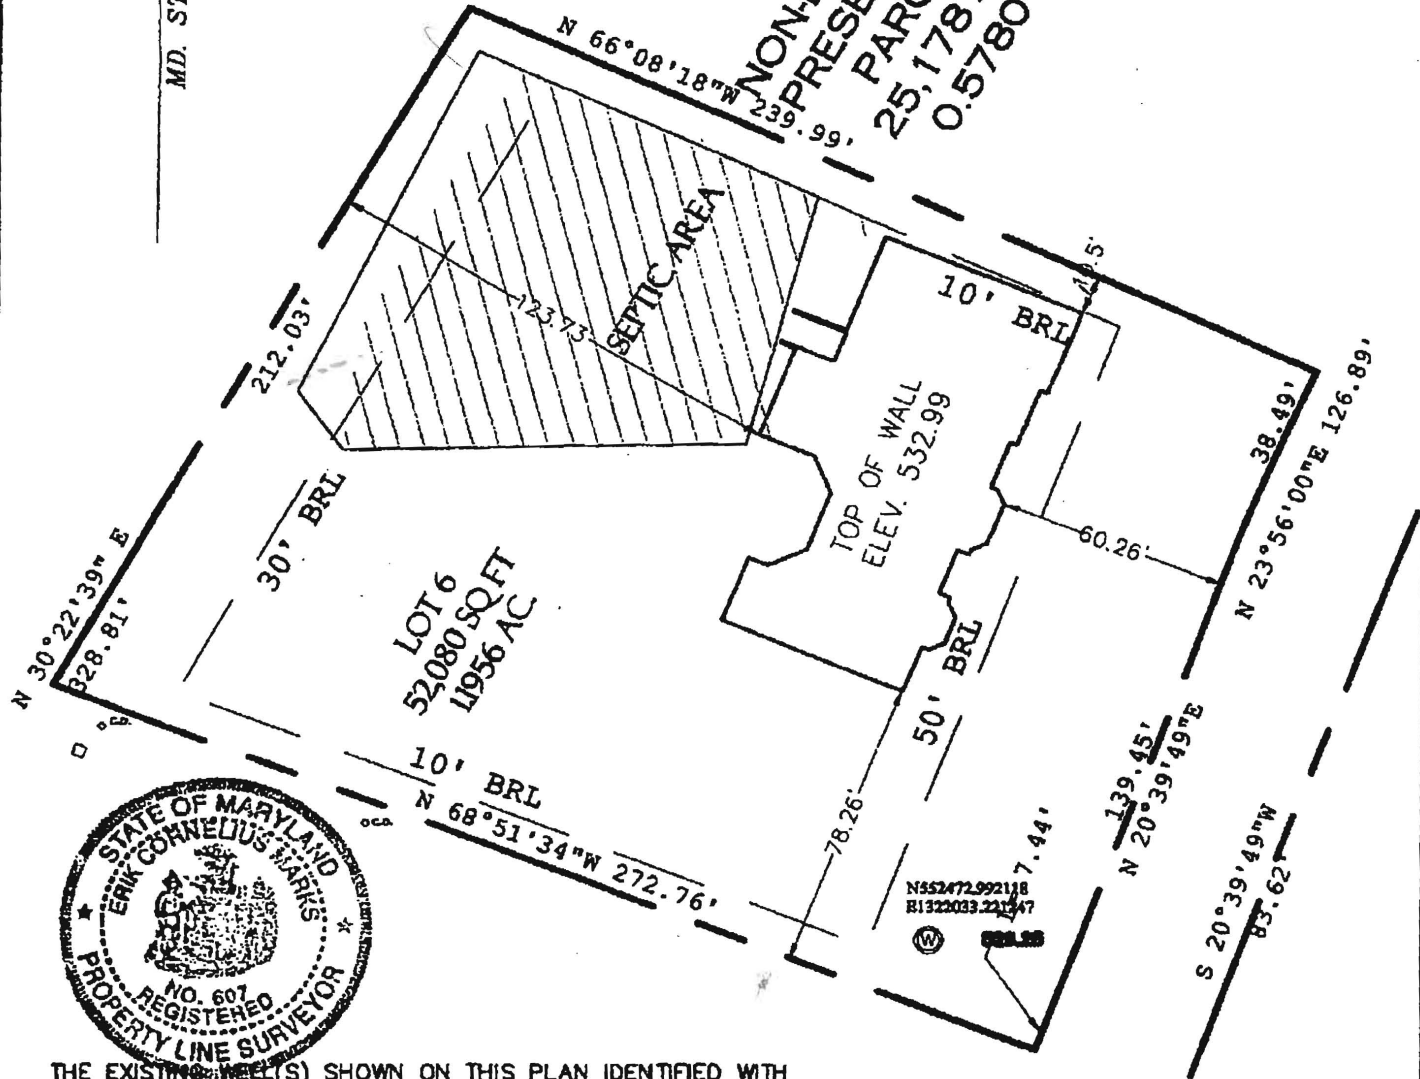 MD.
NON-
PRESE
PARC
25,178
0.5780
N 66°08'18"W 239.99'
10' BRL
SEPTIC AREA
123.73
212.03'
TOP OF WALL
ELEV. 532.99
38.49'
N 23°56'00"E 126.89'
60.26'
30' BRL
N 30°22'39" E
328.81'
LOT 6
52,080 SQ.FT
1.1956 AC.
50' BRL
10' BRL
N 68°51'34"W 272.76'
78.26'
139.45'
N 20°39'49"E
7.44'
N552472.992118
E1322033.221247
W
S 20°39'49"W
83.62'
C.O.
C.O.
STATE OF MARYLAND
ERIK CORNELIUS MARKS
NO. 607
REGISTERED
PROPERTY LINE SURVEYOR
THE EXISTING WELL(S) SHOWN ON THIS PLAN IDENTIFIED WITH